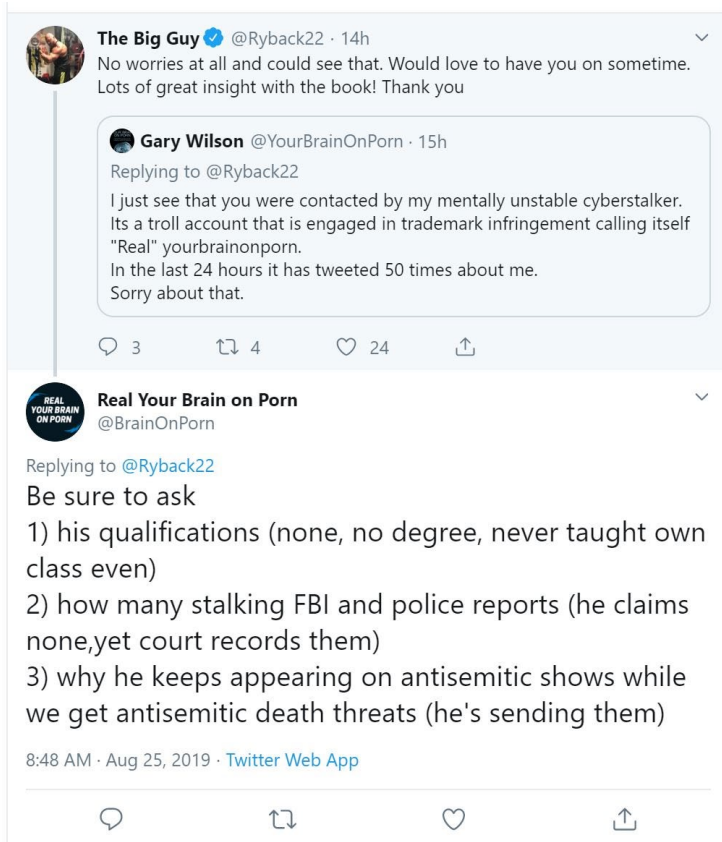 The Big Guy @Ryback22 · 14h
No worries at all and could see that. Would love to have you on sometime.
Lots of great insight with the book! Thank you
Gary Wilson @YourBrainOnPorn · 15h
Replying to @Ryback22
I just see that you were contacted by my mentally unstable cyberstalker.
Its a troll account that is engaged in trademark infringement calling itself
"Real" yourbrainonporn.
In the last 24 hours it has tweeted 50 times about me.
Sorry about that.
3 4 24
REAL
YOUR BRAIN
ON PORN
Real Your Brain on Porn
@BrainOnPorn
Replying to @Ryback22
Be sure to ask
1) his qualifications (none, no degree, never taught own
class even)
2) how many stalking FBI and police reports (he claims
none,yet court records them)
3) why he keeps appearing on antisemitic shows while
we get antisemitic death threats (he's sending them)
8:48 AM · Aug 25, 2019 · Twitter Web App